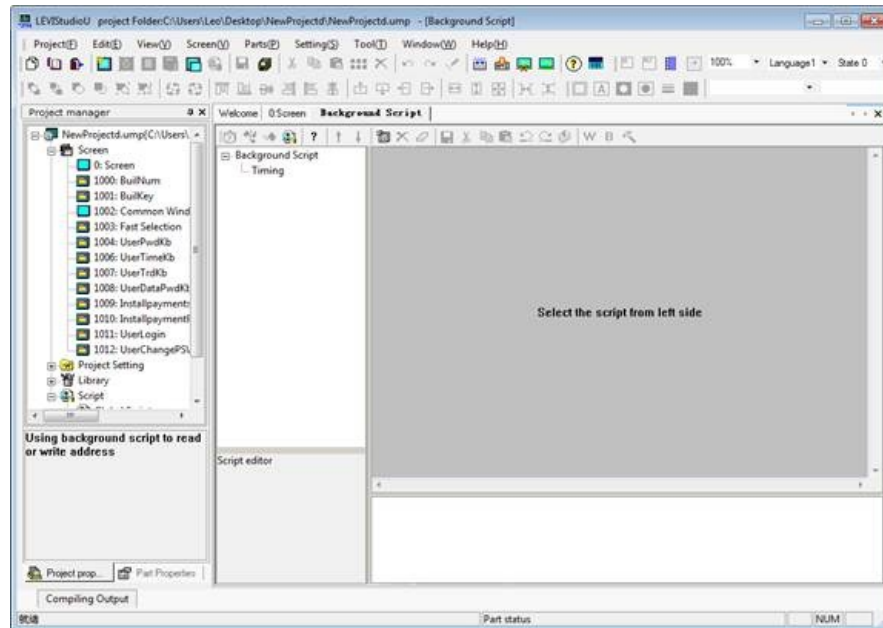 LEVIStudioU project Folder:C:\Users\Leo\Desktop\NewProjectd\NewProjectd.ump - [Background Script]
Project(F) Edit(E) View(V) Screen(W) Parts(P) Setting(S) Tool(T) Window(W) Help(H)
100% Language1 State 0
A
Project manager
Welcome 0:Screen Background Script
NewProjectd.ump(C:\Users\
Screen
0: Screen
1000: BuilNum
1001: BuilKey
1002: Common Wind
1003: Fast Selection
1004: UserPwdKb
1006: UserTimeKb
1007: UserTrdKb
1008: UserDataPwdKb
1009: Installpayments
1010: Installpayment
1011: UserLogin
1012: UserChangePS
Project Setting
Library
Script
? W B
Background Script
Timing
Select the script from left side
Using background script to read
or write address
Script editor
Project prop... Part Properties
Compiling Output
就绪 Part status NUM